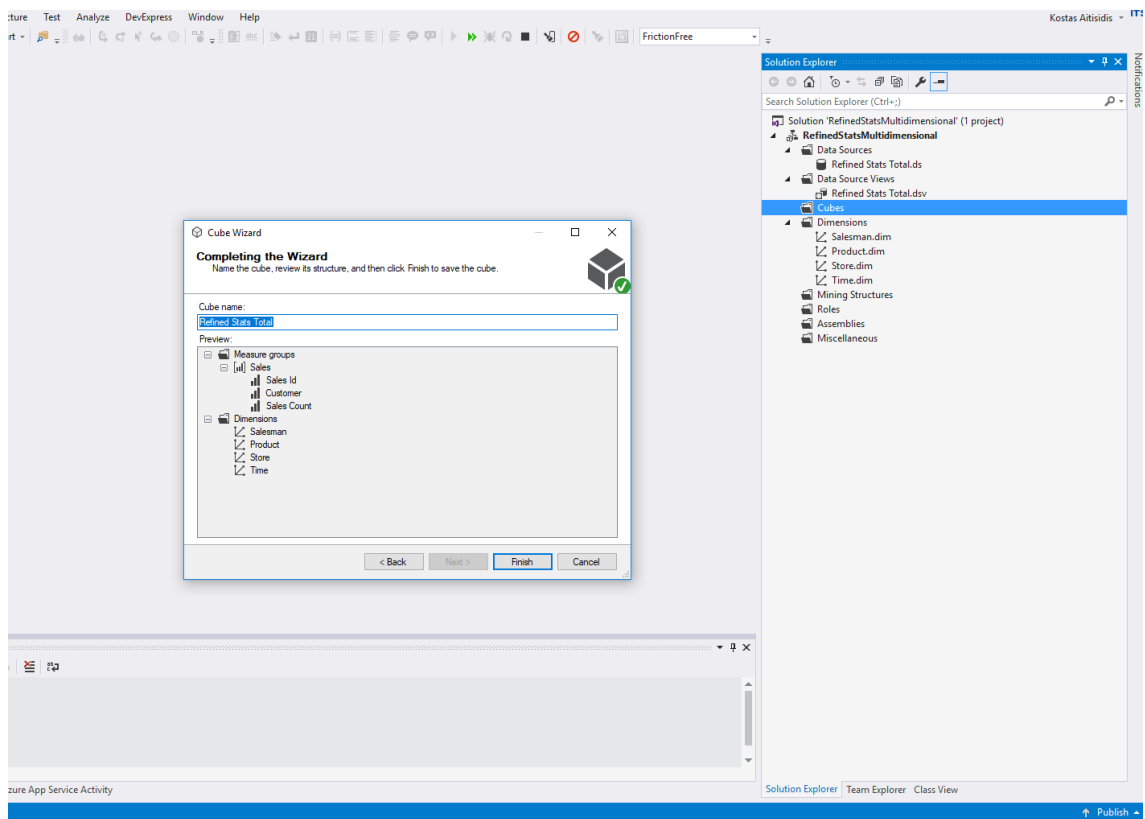 cture Test Analyze DevExpress Window Help
Kostas Aitisidis
ITS
rt
FrictionFree
Notifications
Solution Explorer
Search Solution Explorer (Ctrl+;)
Solution 'RefinedStatsMultidimensional' (1 project)
RefinedStatsMultidimensional
Data Sources
Refined Stats Total.ds
Data Source Views
Refined Stats Total.dsv
Cubes
Dimensions
Salesman.dim
Product.dim
Store.dim
Time.dim
Mining Structures
Roles
Assemblies
Miscellaneous
Cube Wizard
Completing the Wizard
Name the cube, review its structure, and then click Finish to save the cube.
Cube name:
Refined Stats Total
Preview:
Measure groups
Sales
Sales Id
Customer
Sales Count
Dimensions
Salesman
Product
Store
Time
< Back Next > Finish Cancel
zure App Service Activity
Solution Explorer Team Explorer Class View
Publish